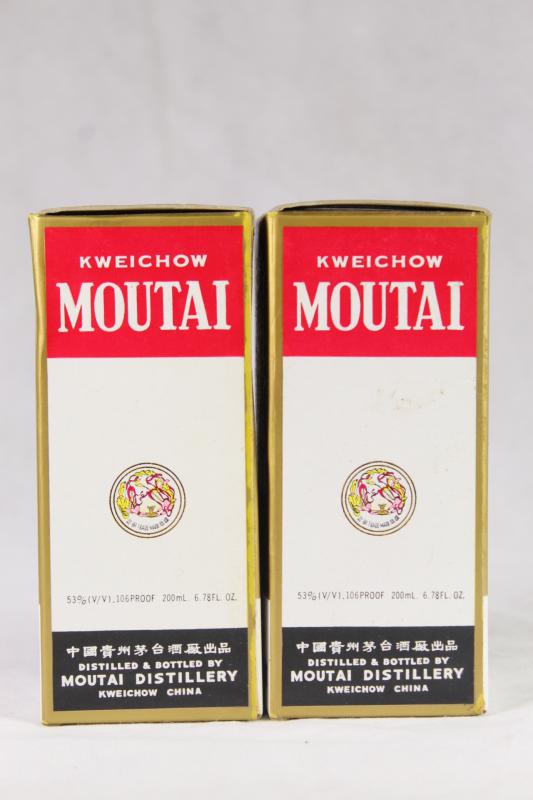 KWEICHOW
MOUTAI
53%(V/V).106PROOF 200mL. 6.78FL. OZ.
中國貴州茅台酒廠出品
DISTILLED & BOTTLED BY
MOUTAI DISTILLERY
KWEICHOW CHINA
KWEICHOW
MOUTAI
53%(V/V).106PROOF 200mL. 6.78FL. OZ.
中國貴州茅台酒廠出品
DISTILLED & BOTTLED BY
MOUTAI DISTILLERY
KWEICHOW CHINA